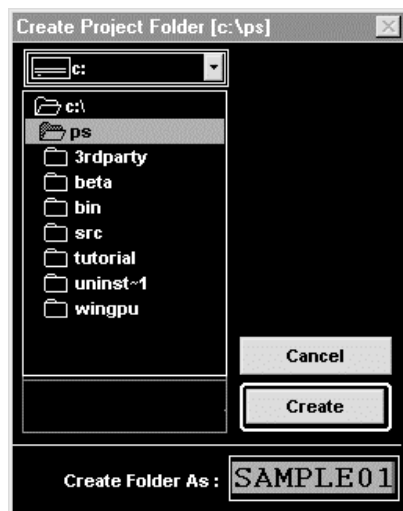 Create Project Folder [c:\ps]
c:
c:\
ps
3rdparty
beta
bin
src
tutorial
uninst~1
wingpu
Cancel
Create
Create Folder As : SAMPLE01